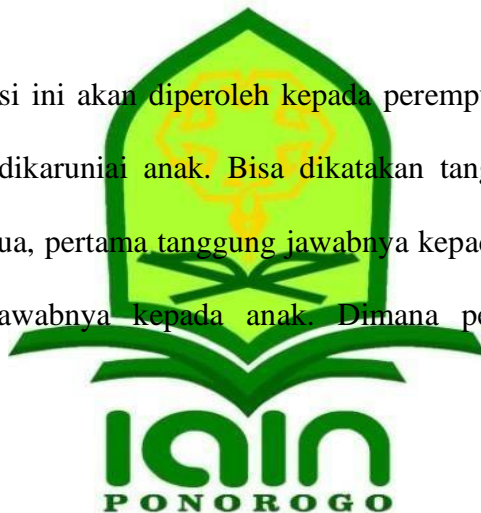 si ini akan diperoleh kepada peremp
dikaruniai anak. Bisa dikatakan tang
ua, pertama tanggung jawabnya kepad
awabnya kepada anak. Dimana pe
iain
PONOROGO